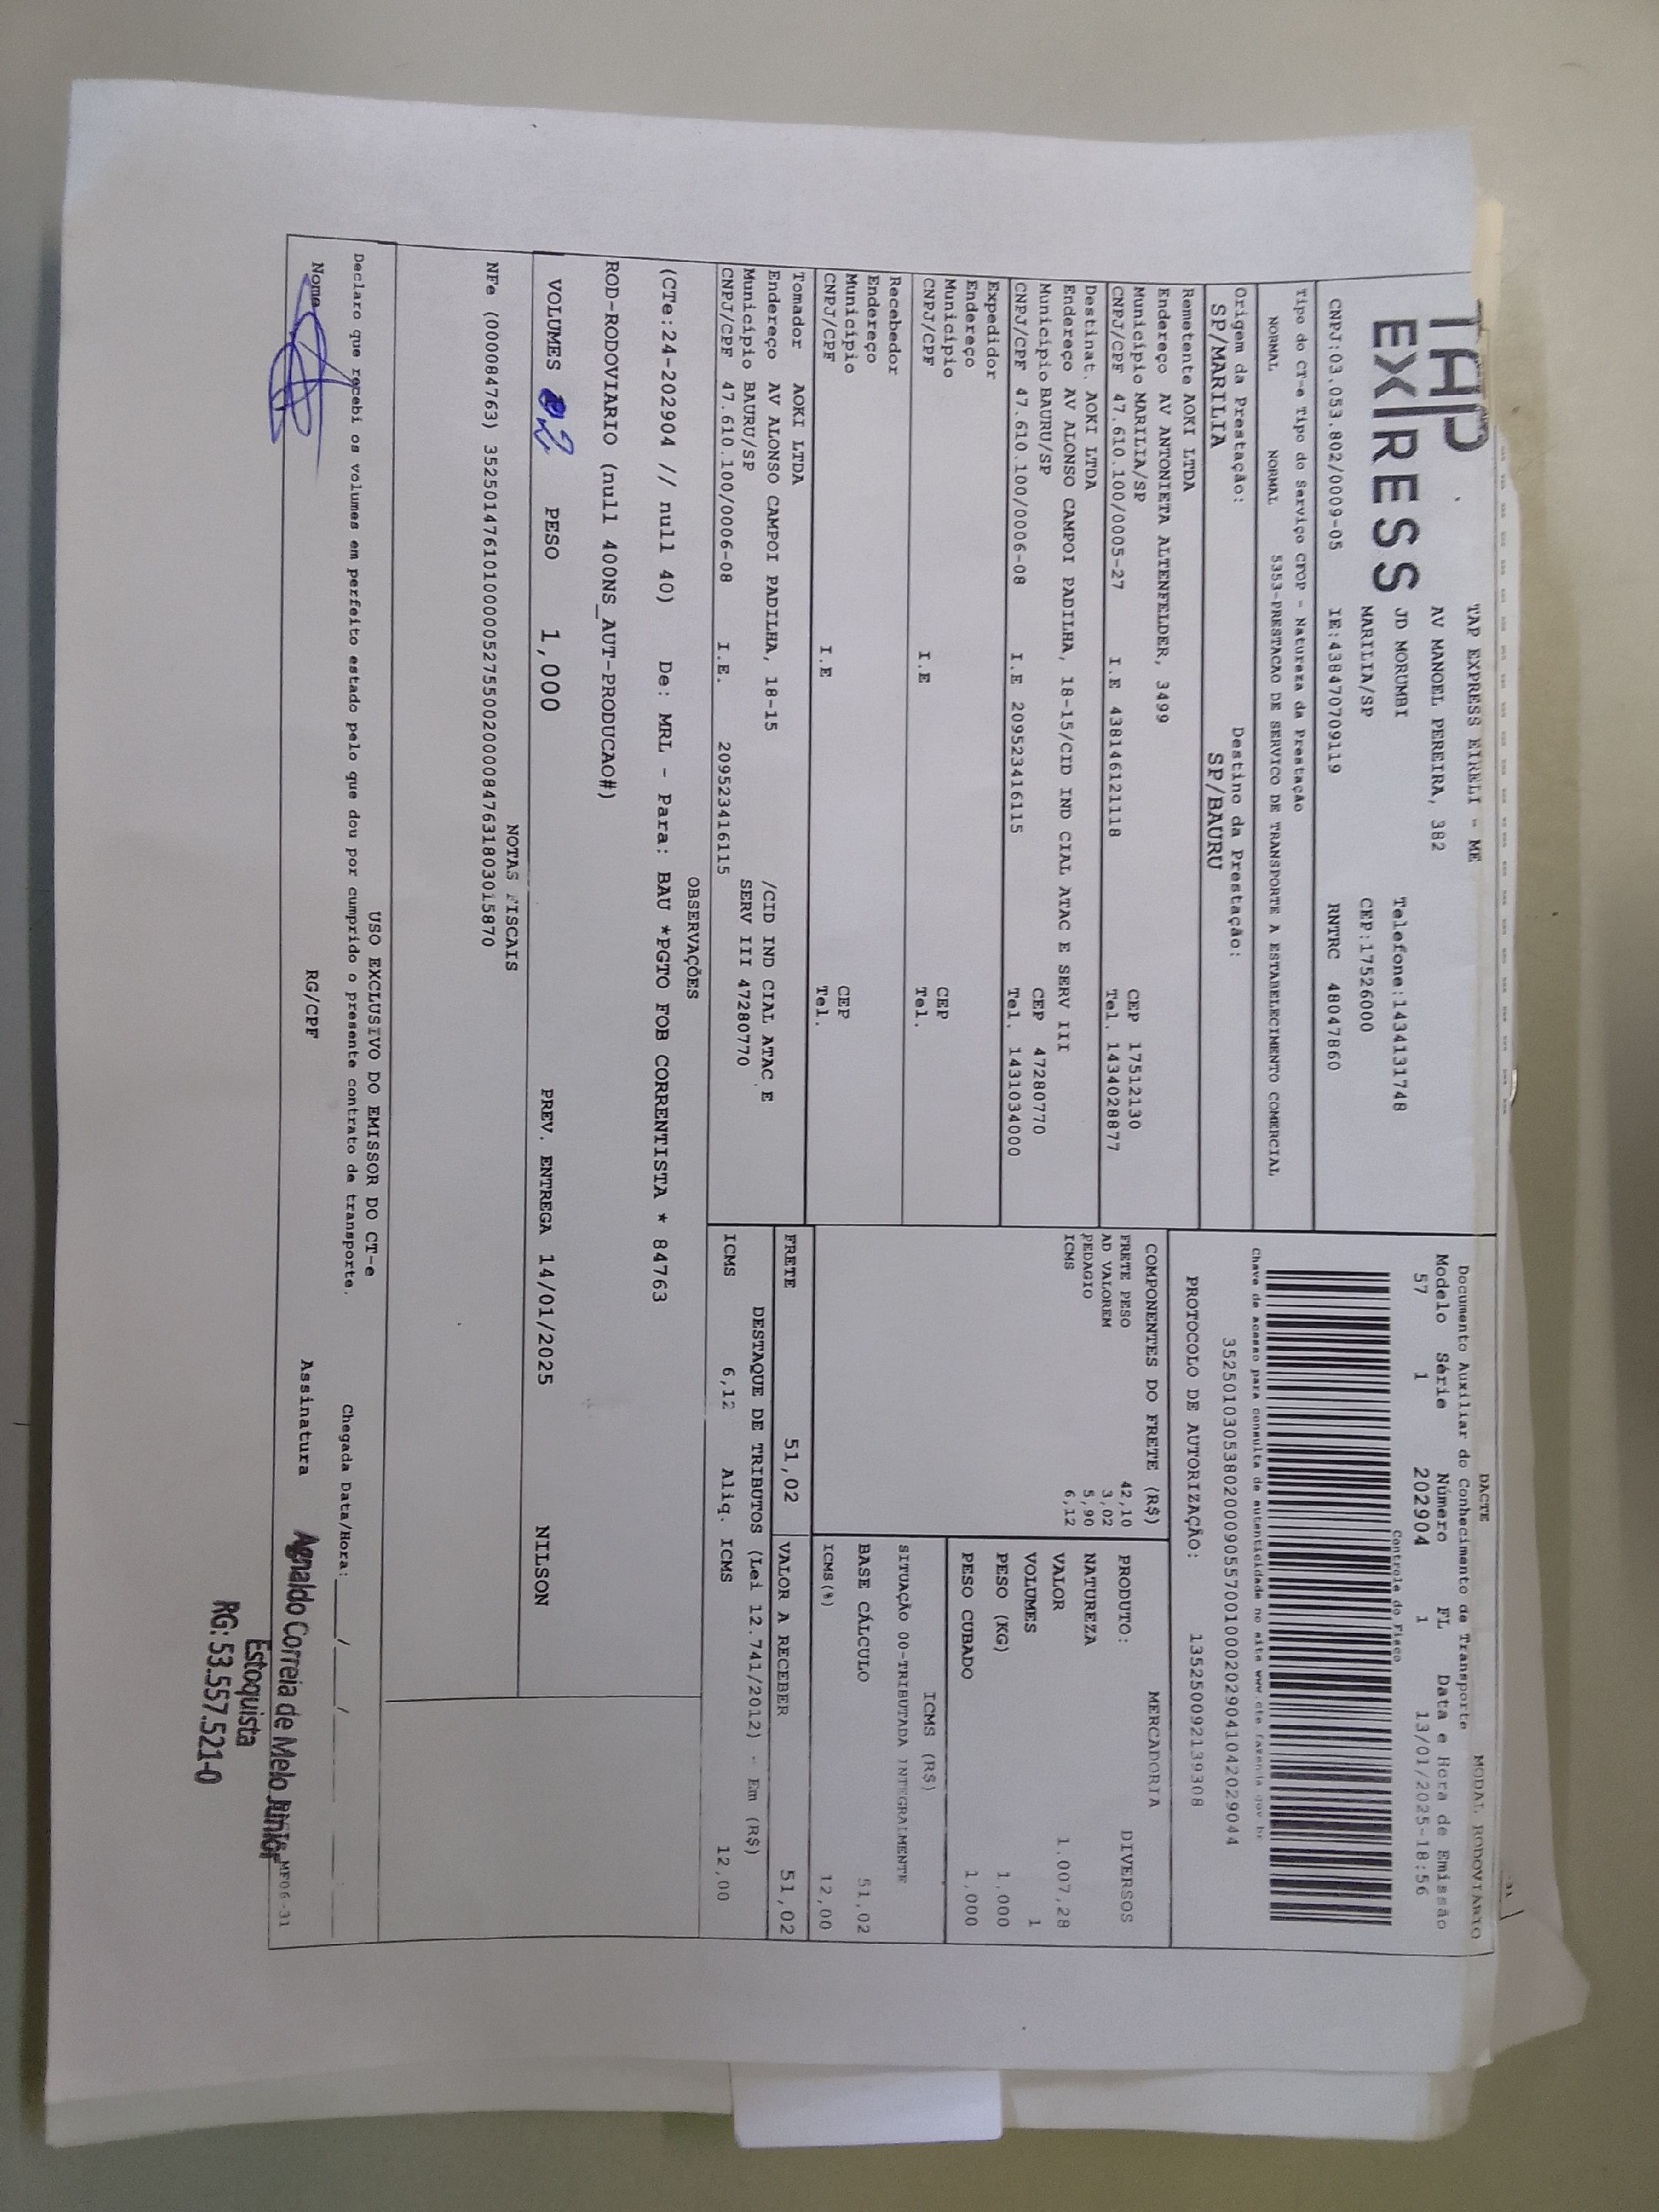 TAP EXPRESS
TAP EXPRESS EIRELI - ME
AV MANOEL PEREIRA, 382
JD MORUMBI Telefone:1434131748
MARILIA/SP CEP:17526000
CNPJ:03.053.802/0009-05 IE:438470709119 RNTRC 48047860
DACTE MODAL RODOVIARIO
Documento Auxiliar do Conhecimento de Transporte
Modelo Série Número FL Data e Hora de Emissão
57 1 202904 1 13/01/2025-18:56
Controle do Fisco
Chave de acesso para consulta de autenticidade no site www.cte.fazenda.gov.br
PROTOCOLO DE AUTORIZAÇÃO: 135250092139308
Tipo do CT-e Tipo do Serviço CFOP - Natureza da Prestação
NORMAL NORMAL 5353-PRESTACAO DE SERVICO DE TRANSPORTE A ESTABELECIMENTO COMERCIAL
Origem da Prestação: Destino da Prestação:
SP/MARILIA SP/BAURU
Remetente AOKI LTDA
Endereço AV ANTONIETA ALTENFELDER, 3499
Município MARILIA/SP CEP 17512130
CNPJ/CPF 47.610.100/0005-27 I.E 438146121118 Tel. 1434028877
Destinat. AOKI LTDA
Endereço AV ALONSO CAMPOI PADILHA, 18-15/CID IND CIAL ATAC E SERV III
Município BAURU/SP CEP 47280770
CNPJ/CPF 47.610.100/0006-08 I.E 209523416115 Tel. 1431034000
Expedidor
Endereço
Município CEP
CNPJ/CPF I.E Tel.
Recebedor
Endereço
Município CEP
CNPJ/CPF I.E Tel.
Tomador AOKI LTDA
Endereço AV ALONSO CAMPOI PADILHA, 18-15 /CID IND CIAL ATAC E
Município BAURU/SP SERV III 47280770
CNPJ/CPF 47.610.100/0006-08 I.E. 209523416115
COMPONENTES DO FRETE (R$)
FRETE PESO 42,10
AD VALOREM 3,02
PEDAGIO 5,90
ICMS 6,12
MERCADORIA
PRODUTO: DIVERSOS
NATUREZA
VALOR 1.007,28
VOLUMES 1
PESO (KG) 1,000
PESO CUBADO 1,000
ICMS (R$)
SITUAÇÃO 00-TRIBUTADA INTEGRALMENTE
BASE CÁLCULO 51,02
ICMS(%) 12,00
FRETE 51,02 VALOR A RECEBER 51,02
DESTAQUE DE TRIBUTOS (Lei 12.741/2012) - Em (R$)
ICMS 6,12 Aliq. ICMS 12,00
OBSERVAÇÕES
(CTe:24-202904 // null 40) De: MRL - Para: BAU *PGTO FOB CORRENTISTA * 84763
ROD-RODOVIARIO (null 400NS_AUT-PRODUCAO#)
VOLUMES 02 PESO 1,000 PREV. ENTREGA 14/01/2025 NILSON
NOTAS FISCAIS
NFe (000084763)
USO EXCLUSIVO DO EMISSOR DO CT-e
Declaro que recebi os volumes em perfeito estado pelo que dou por cumprido o presente contrato de transporte. Chegada Data/Hora:____/____/____
Nome RG/CPF Assinatura
Agnaldo Correia de Melo Junior
Estoquista
RG: 53.557.521-0
MF06-31